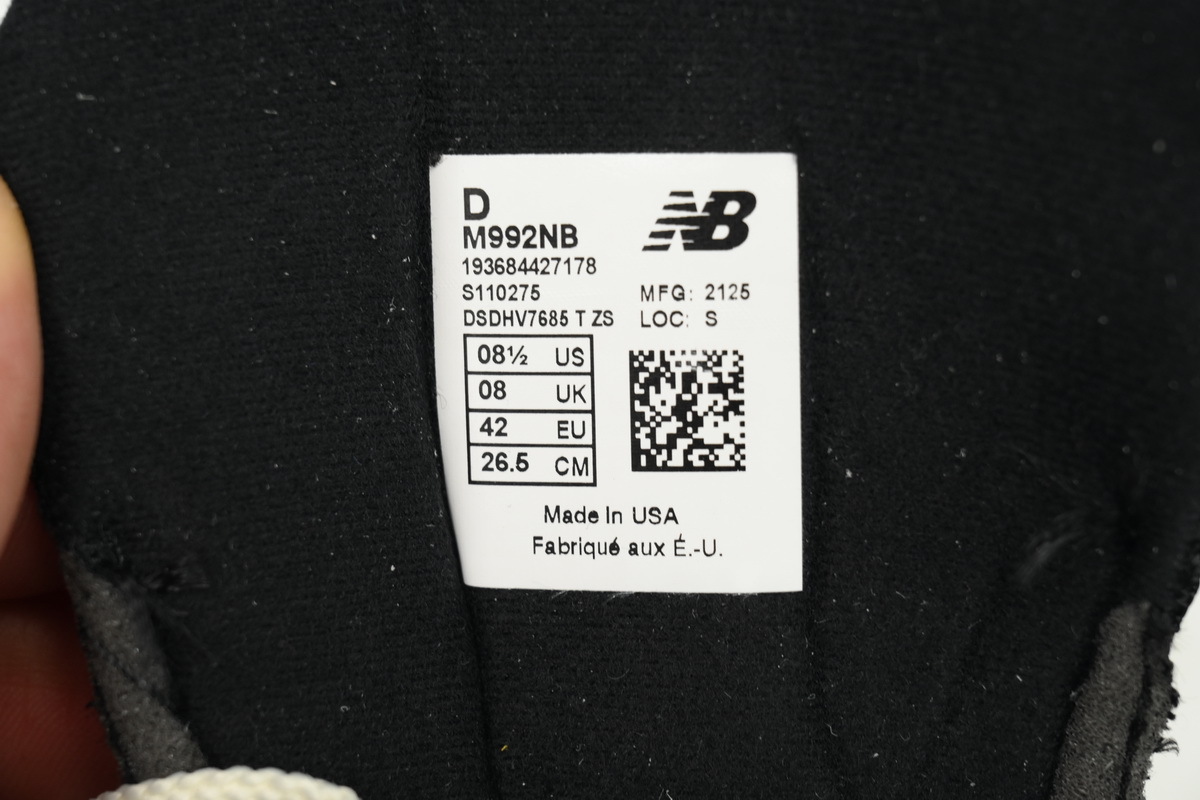 D
NB
M992NB
193684427178
S110275
MFG: 2125
DSDHV7685 T ZS
LOC: S
08½ US
08 UK
42 EU
26.5 CM
Made In USA
Fabriqué aux É.-U.